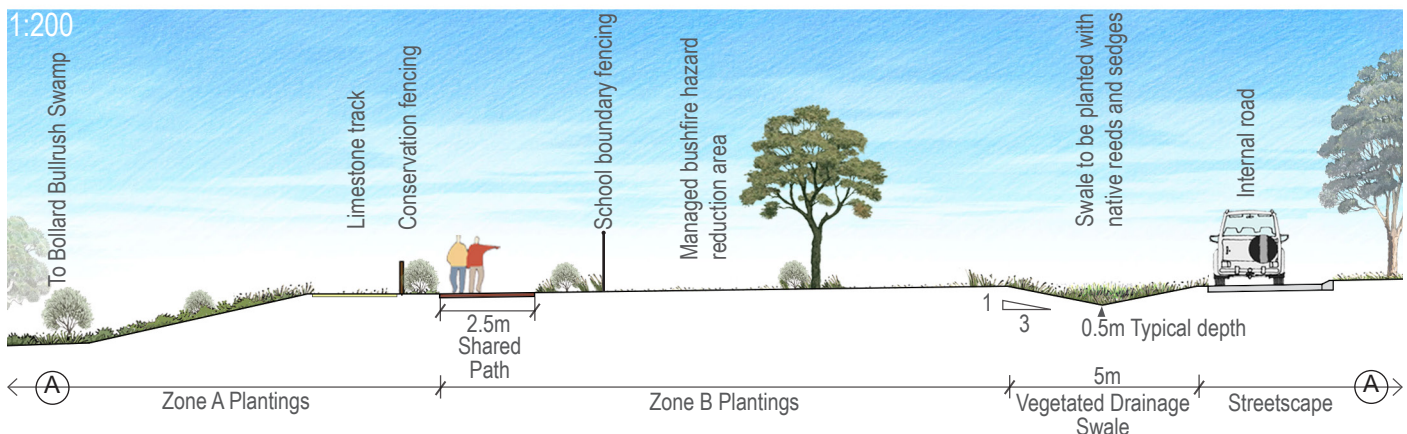 1:200
To Bollard Bullrush Swamp
Limestone track
Conservation fencing
School boundary fencing
Managed bushfire hazard
reduction area
Swale to be planted with
native reeds and sedges
Internal road
1
3
0.5m Typical depth
2.5m
Shared
Path
A
Zone A Plantings
Zone B Plantings
5m
Vegetated Drainage
Swale
Streetscape
A